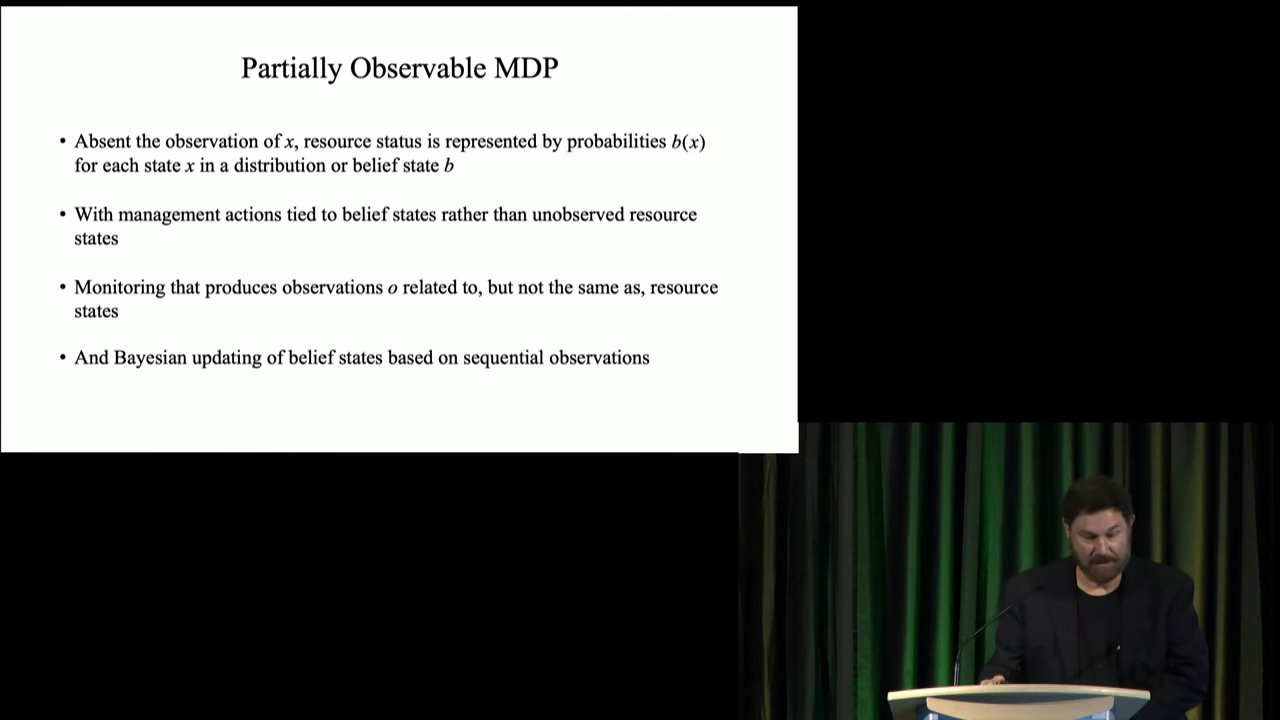 Partially Observable MDP
• Absent the observation of x, resource status is represented by probabilities b(x)
for each state x in a distribution or belief state b
• With management actions tied to belief states rather than unobserved resource
states
• Monitoring that produces observations o related to, but not the same as, resource
states
• And Bayesian updating of belief states based on sequential observations